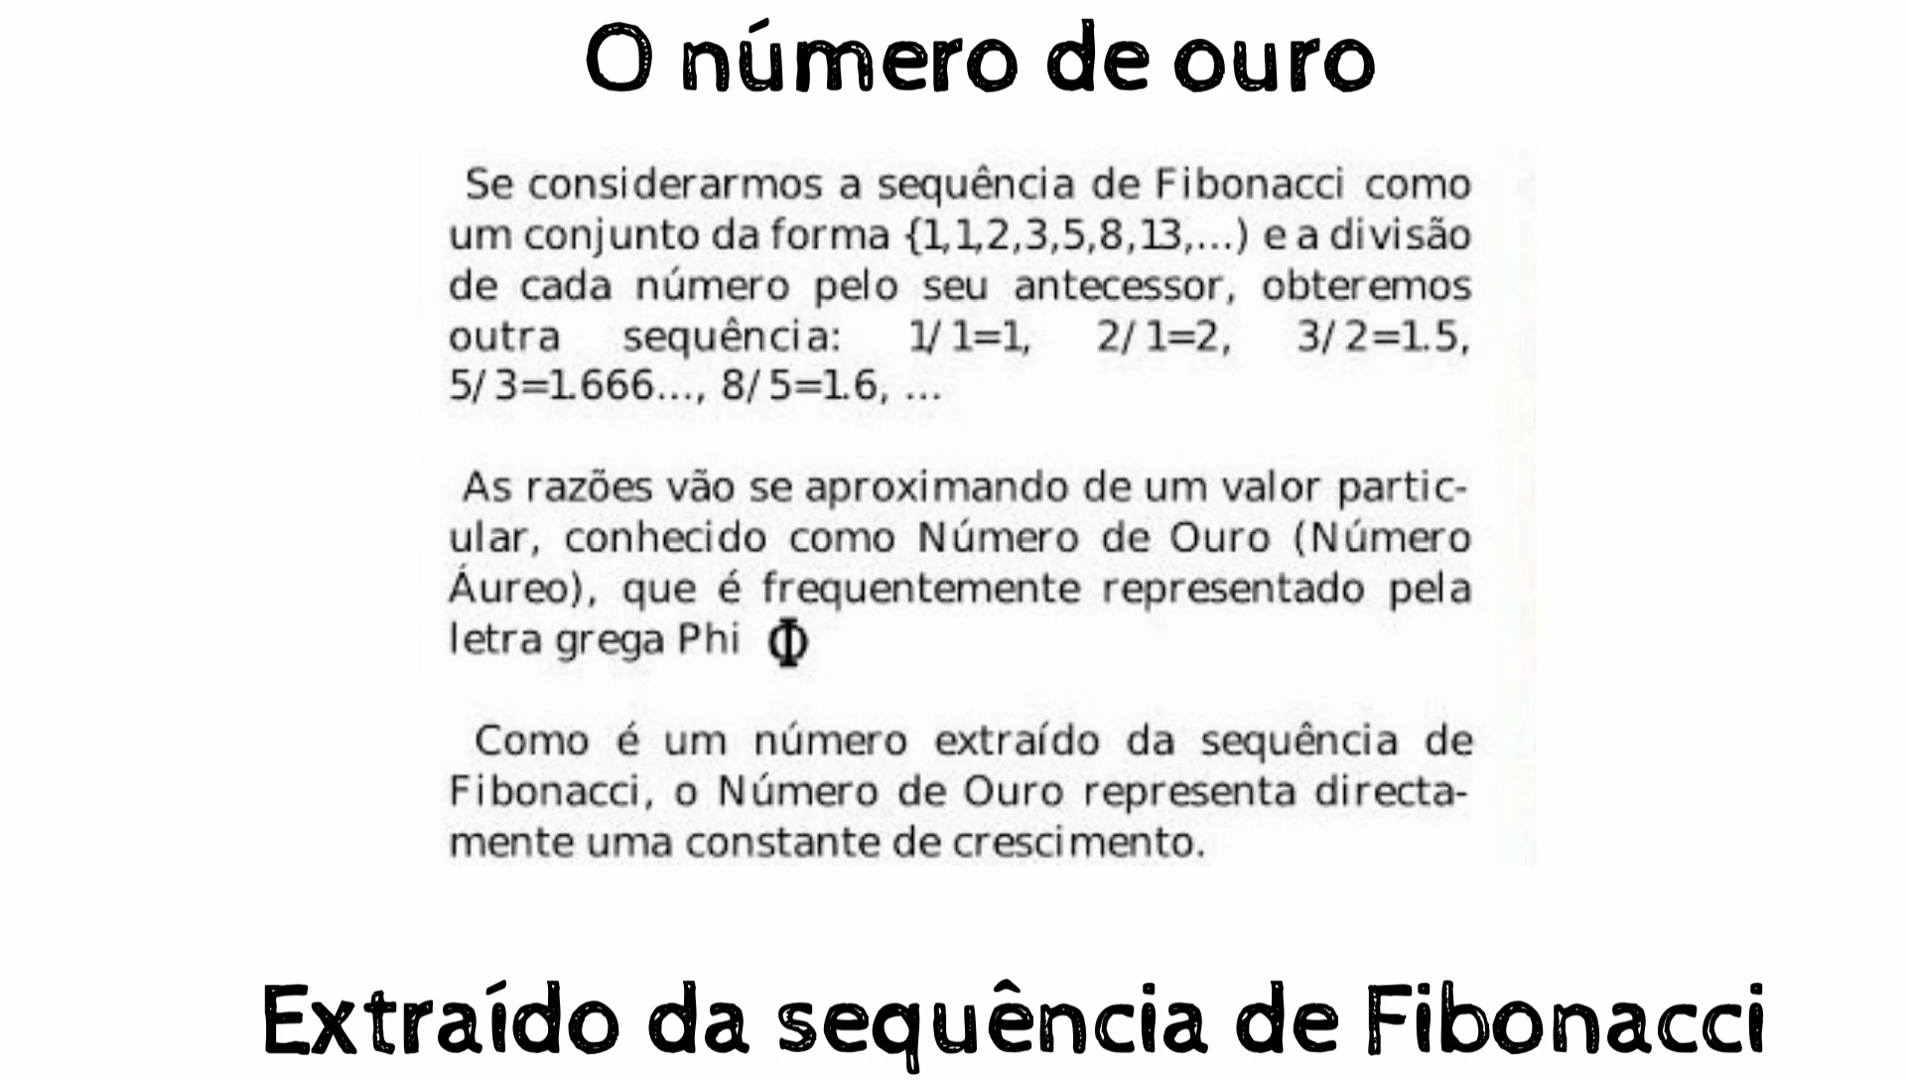 O número de ouro
Se considerarmos a sequência de Fibonacci como
um conjunto da forma {1,1,2,3,5,8,13,...) e a divisão
de cada número pelo seu antecessor, obteremos
outra sequência: 1/1=1, 2/1=2, 3/2=1.5,
5/3=1.666..., 8/5=1.6, ...
As razões vão se aproximando de um valor partic-
ular, conhecido como Número de Ouro (Número
Áureo), que é frequentemente representado pela
letra grega Phi Φ
Como é um número extraído da sequência de
Fibonacci, o Número de Ouro representa directa-
mente uma constante de crescimento.
Extraído da sequência de Fibonacci